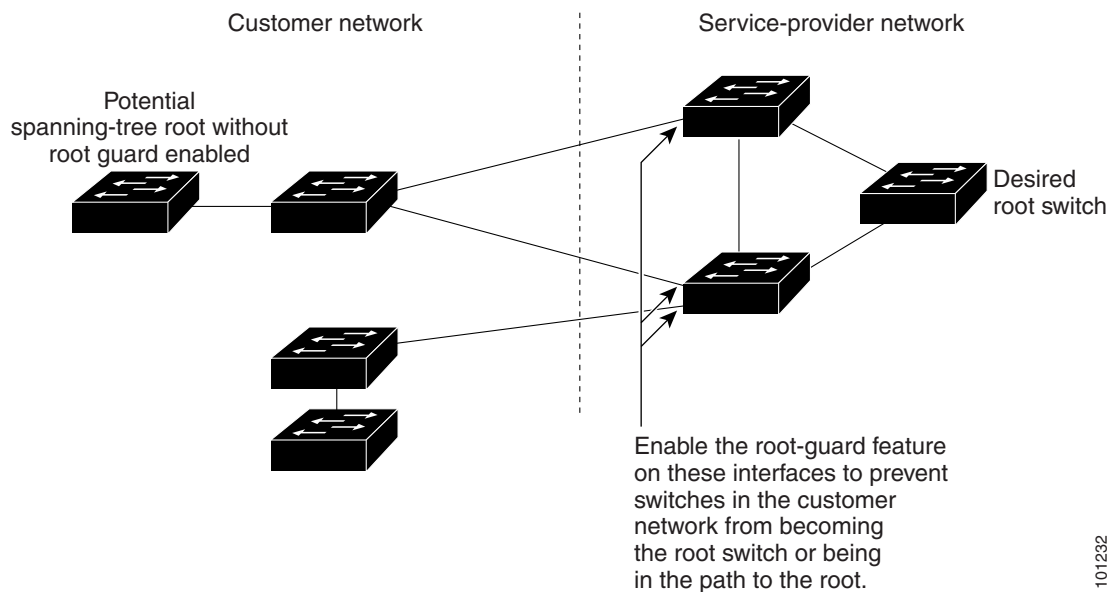 Customer network
Service-provider network
Potential
spanning-tree root without
root guard enabled
Desired
root switch
Enable the root-guard feature
on these interfaces to prevent
switches in the customer
network from becoming
the root switch or being
in the path to the root.
101232